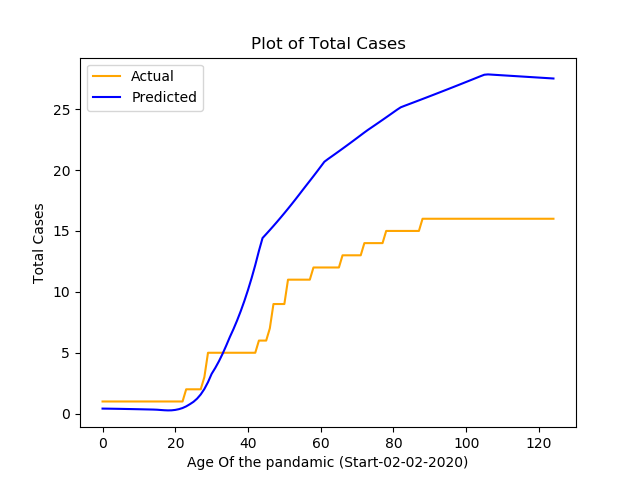 Plot of Total Cases
Actual
Predicted
25
20
15
10
5
0
Total Cases
0 20 40 60 80 100 120
Age Of the pandamic (Start-02-02-2020)